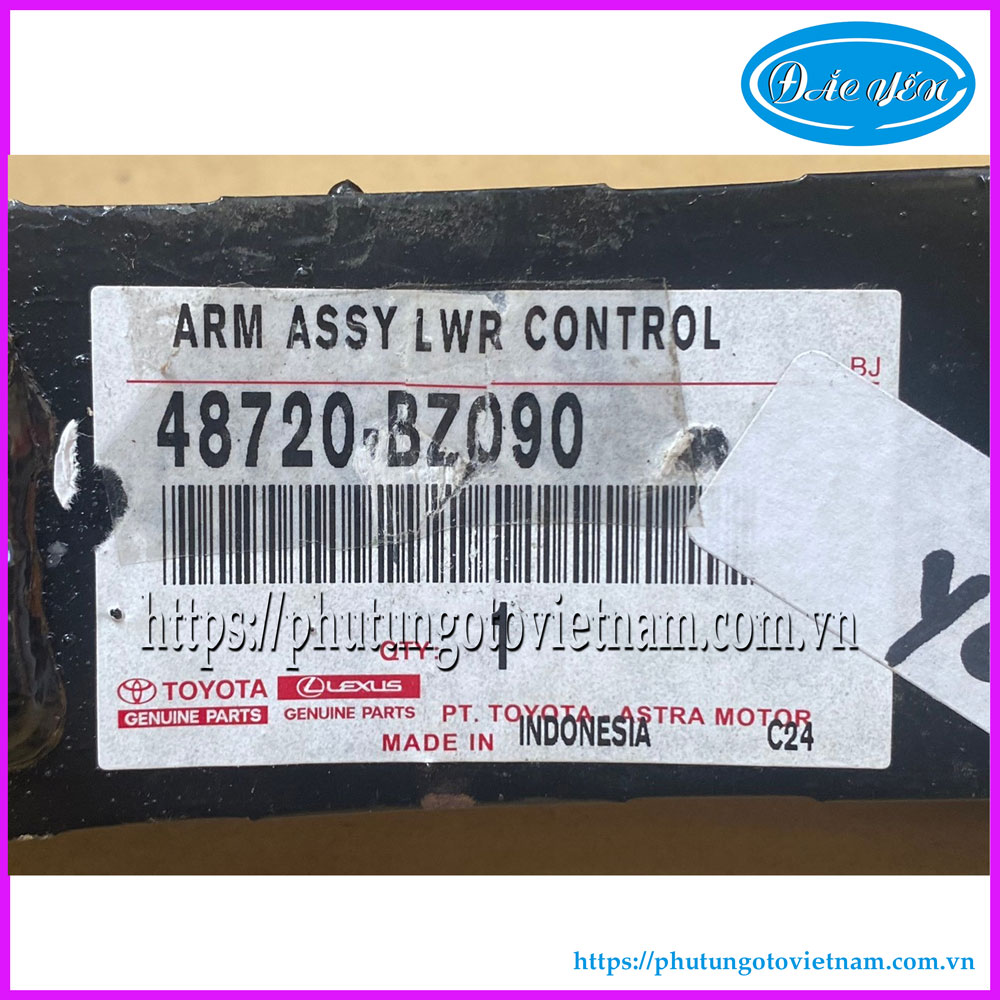 ĐẮC YẾN
ARM ASSY LWR CONTROL
BJ
48720-BZ090
https://phutungotovietnam.com.vn
QTY: 1
TOYOTA LEXUS
GENUINE PARTS GENUINE PARTS
PT. TOYOTA ASTRA MOTOR
MADE IN INDONESIA C24
https://phutungotovietnam.com.vn